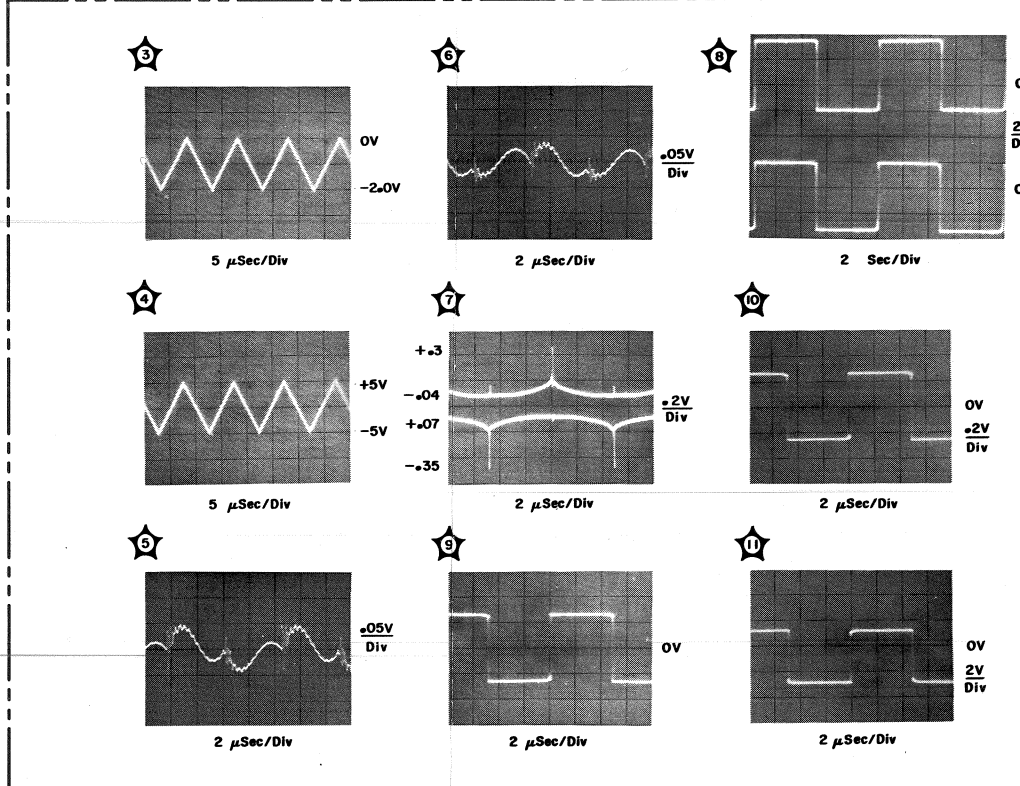 3
0V
-2.0V
5 μSec/Div
6
.05V
Div
2 μSec/Div
8
2 Sec/Div
4
+5V
-5V
5 μSec/Div
7
+.3
-.04
+.07
-.35
.2V
Div
2 μSec/Div
10
0V
.2V
Div
2 μSec/Div
5
.05V
Div
2 μSec/Div
9
0V
2 μSec/Div
11
0V
2V
Div
2 μSec/Div